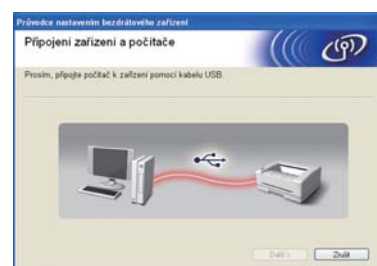 Průvodce nastavením bezdrátového zařízení
Připojení zařízení a počítače
Prosím, připojte počítač k zařízení pomocí kabelu USB.
Další >
Zrušit